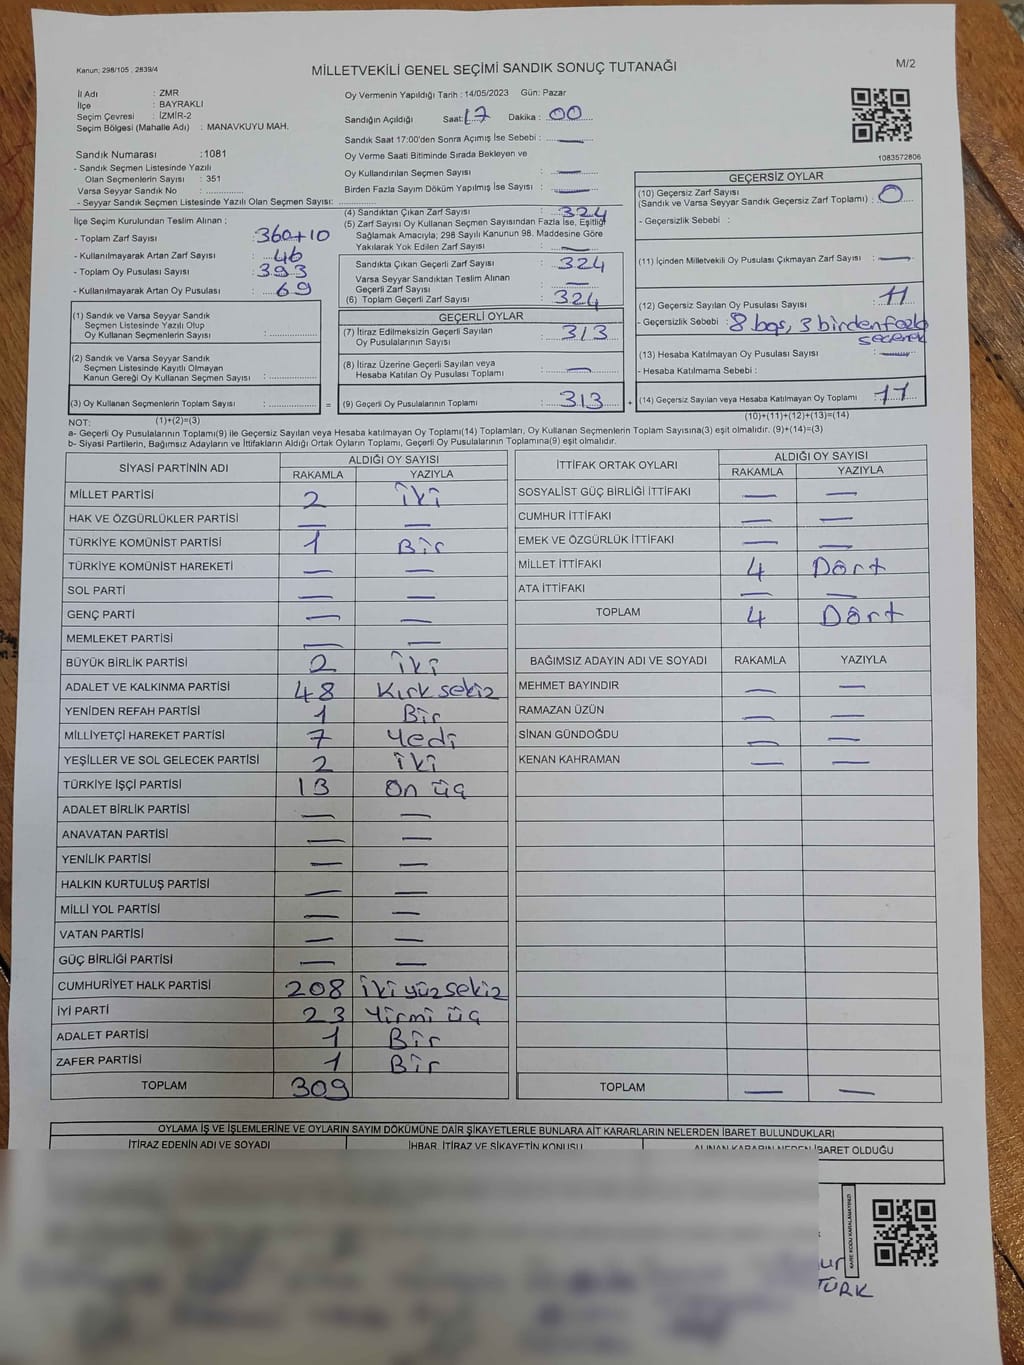 Kanun; 298/105 , 2839/4
MİLLETVEKİLİ GENEL SEÇİMİ SANDIK SONUÇ TUTANAĞI
M/2
İl Adı : ZMR
İlçe : BAYRAKLI
Seçim Çevresi : İZMİR-2
Seçim Bölgesi (Mahalle Adı) : MANAVKUYU MAH.
Oy Vermenin Yapıldığı Tarih : 14/05/2023 Gün: Pazar
Sandığın Açıldığı Saat: 17 Dakika : 00
Sandık Saat 17:00'den Sonra Açımış İse Sebebi : —
Oy Verme Saati Bitiminde Sırada Bekleyen ve
Oy Kullandırılan Seçmen Sayısı : —
Birden Fazla Sayım Döküm Yapılmış İse Sayısı : —
Sandık Numarası :1081
- Sandık Seçmen Listesinde Yazılı
Olan Seçmenlerin Sayısı : 351
Varsa Seyyar Sandık No :
- Seyyar Sandık Seçmen Listesinde Yazılı Olan Seçmen Sayısı:
1083572806
İlçe Seçim Kurulundan Teslim Alınan ;
- Toplam Zarf Sayısı : 360+10
- Kullanılmayarak Artan Zarf Sayısı : 46
- Toplam Oy Pusulası Sayısı : 393
- Kullanılmayarak Artan Oy Pusulası : 69
(1) Sandık ve Varsa Seyyar Sandık
Seçmen Listesinde Yazılı Olup
Oy Kullanan Seçmenlerin Sayısı :
(2) Sandık ve Varsa Seyyar Sandık
Seçmen Listesinde Kayıtlı Olmayan
Kanun Gereği Oy Kullanan Seçmen Sayısı :
(3) Oy Kullanan Seçmenlerin Toplam Sayısı :
(1)+(2)=(3)
=
(4) Sandıktan Çıkan Zarf Sayısı : 324
(5) Zarf Sayısı Oy Kullanan Seçmen Sayısından Fazla İse, Eşitliği
Sağlamak Amacıyla; 298 Sayılı Kanunun 98. Maddesine Göre
Yakılarak Yok Edilen Zarf Sayısı : —
Sandıkta Çıkan Geçerli Zarf Sayısı : 324
Varsa Seyyar Sandıktan Teslim Alınan
Geçerli Zarf Sayısı : —
(6) Toplam Geçerli Zarf Sayısı : 324
GEÇERLİ OYLAR
(7) İtiraz Edilmeksizin Geçerli Sayılan
Oy Pusulasının Sayısı : 313
(8) İtiraz Üzerine Geçerli Sayılan veya
Hesaba Katılan Oy Pusulası Toplamı : —
(9) Geçerli Oy Pusulalarının Toplamı : 313
+
GEÇERSİZ OYLAR
(10) Geçersiz Zarf Sayısı
(Sandık ve Varsa Seyyar Sandık Geçersiz Zarf Toplamı) : 0
- Geçersizlik Sebebi :
(11) İçinden Milletvekili Oy Pusulası Çıkmayan Zarf Sayısı : —
(12) Geçersiz Sayılan Oy Pusulası Sayısı : 11
- Geçersizlik Sebebi : 8 boş, 3 birden fazla
seçenek
(13) Hesaba Katılmayan Oy Pusulası Sayısı : —
- Hesaba Katılmama Sebebi :
(14) Geçersiz Sayılan veya Hesaba Katılmayan Oy Toplamı : 11
(10)+(11)+(12)+(13)=(14)
NOT:
a- Geçerli Oy Pusulalarının Toplamı(9) ile Geçersiz Sayılan veya Hesaba katılmayan Oy Toplamı(14) Toplamları, Oy Kullanan Seçmenlerin Toplam Sayısına(3) eşit olmalıdır. (9)+(14)=(3)
b- Siyasi Partilerin, Bağımsız Adayların ve İttifakların Aldığı Ortak Oyların Toplamı, Geçerli Oy Pusulalarının Toplamına(9) eşit olmalıdır.
SİYASİ PARTİNİN ADI ALDIĞI OY SAYISI
RAKAMLA YAZIYLA
MİLLET PARTİSİ 2 İki
HAK VE ÖZGÜRLÜKLER PARTİSİ — —
TÜRKİYE KOMÜNİST PARTİSİ 1 Bir
TÜRKİYE KOMÜNİST HAREKETİ — —
SOL PARTİ — —
GENÇ PARTİ — —
MEMLEKET PARTİSİ — —
BÜYÜK BİRLİK PARTİSİ 2 İki
ADALET VE KALKINMA PARTİSİ 48 Kırk sekiz
YENİDEN REFAH PARTİSİ 1 Bir
MİLLİYETÇİ HAREKET PARTİSİ 7 Yedi
YEŞİLLER VE SOL GELECEK PARTİSİ 2 İki
TÜRKİYE İŞÇİ PARTİSİ 13 On üç
ADALET BİRLİK PARTİSİ — —
ANAVATAN PARTİSİ — —
YENİLİK PARTİSİ — —
HALKIN KURTULUŞ PARTİSİ — —
MİLLİ YOL PARTİSİ — —
VATAN PARTİSİ — —
GÜÇ BİRLİĞİ PARTİSİ — —
CUMHURİYET HALK PARTİSİ 208 İki yüz sekiz
İYİ PARTİ 23 Yirmi üç
ADALET PARTİSİ 1 Bir
ZAFER PARTİSİ 1 Bir
TOPLAM 309
İTTİFAK ORTAK OYLARI ALDIĞI OY SAYISI
RAKAMLA YAZIYLA
SOSYALİST GÜÇ BİRLİĞİ İTTİFAKI — —
CUMHUR İTTİFAKI — —
EMEK VE ÖZGÜRLÜK İTTİFAKI — —
MİLLET İTTİFAKI 4 Dört
ATA İTTİFAKI — —
TOPLAM 4 Dört
BAĞIMSIZ ADAYIN ADI VE SOYADI RAKAMLA YAZIYLA
MEHMET BAYINDIR — —
RAMAZAN ÜZÜN — —
SİNAN GÜNDOĞDU — —
KENAN KAHRAMAN — —
TOPLAM — —
OYLAMA İŞ VE İŞLEMLERİNE VE OYLARIN SAYIM DÖKÜMÜNE DAİR ŞİKAYETLERLE BUNLARA AİT KARARLARIN NELERDEN İBARET BULUNDUKLARI
İTİRAZ EDENİN ADI VE SOYADI İHBAR, İTİRAZ VE ŞİKAYETİN KONUSU ALINAN KARARIN NEDEN İBARET OLDUĞU
KARE KODU KARALAMAYINIZ!
ur
TÜRK